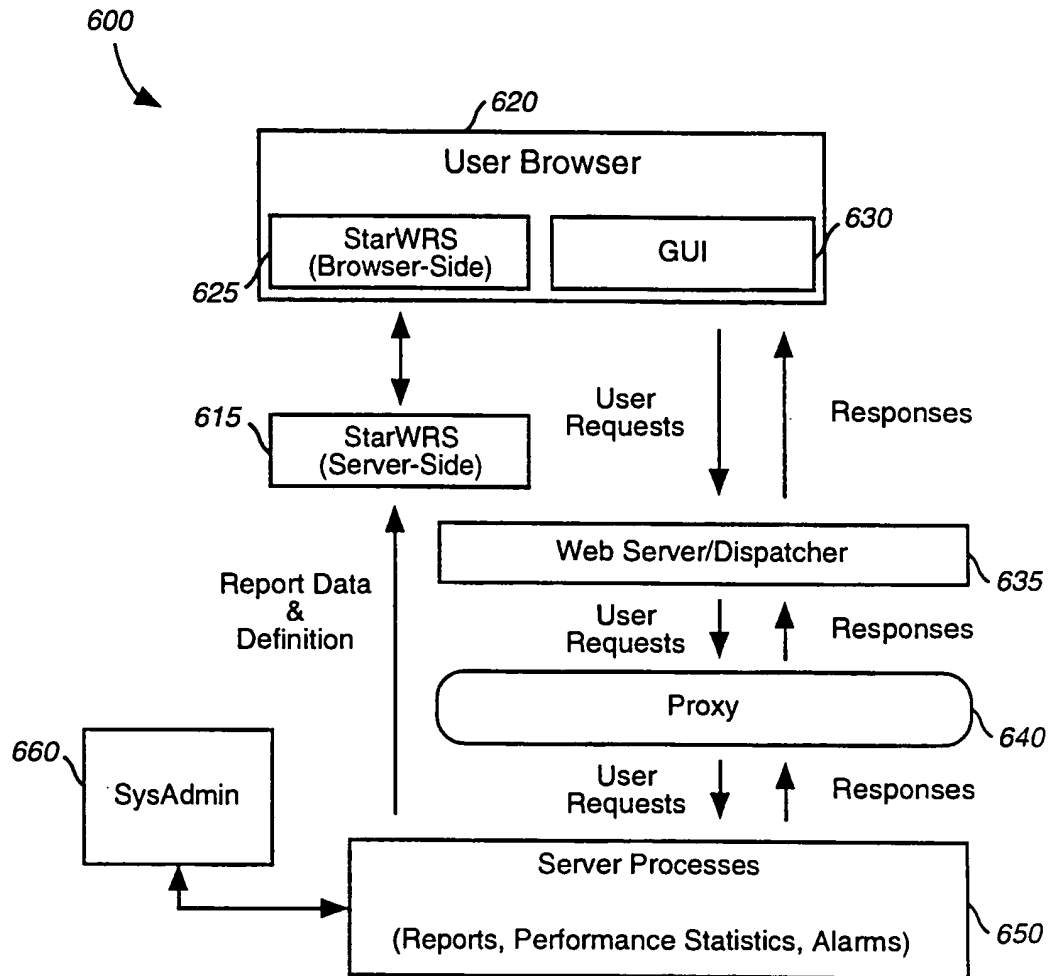 600
620
User Browser
StarWRS
(Browser-Side)
625
GUI
630
User
Requests
Responses
615
StarWRS
(Server-Side)
Web Server/Dispatcher
635
Report Data
&
Definition
User
Requests
Responses
Proxy
640
660
SysAdmin
User
Requests
Responses
Server Processes
(Reports, Performance Statistics, Alarms)
650